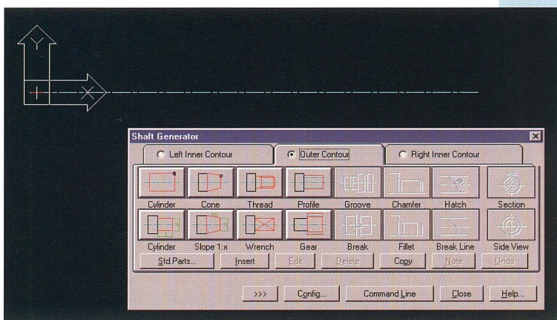 Y
X
Shaft Generator
Left Inner Contour Outer Contour Right Inner Contour
Cylinder Cone Thread Profile Groove Chamfer Hatch Section
Cylinder Slope 1:x Wrench Gear Break Fillet Break Line Side View
Std.Parts... Insert Edit Delete Copy Note Undo
>>> Config... Command Line Close Help...